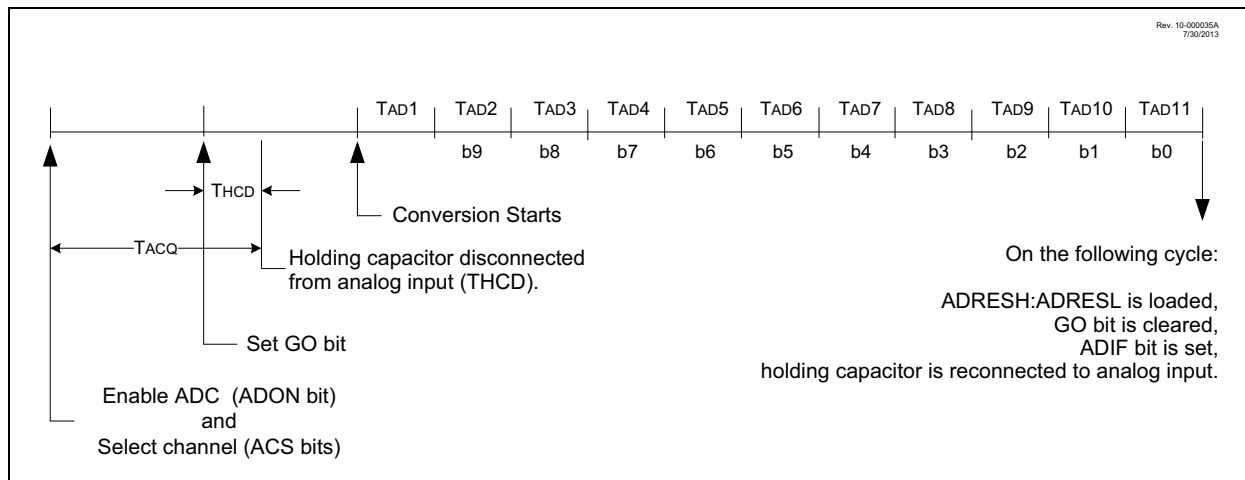 Rev. 10-000035A
7/30/2013
TAD1 TAD2 TAD3 TAD4 TAD5 TAD6 TAD7 TAD8 TAD9 TAD10 TAD11
b9 b8 b7 b6 b5 b4 b3 b2 b1 b0
THCD
Conversion Starts
TACQ
Holding capacitor disconnected
from analog input (THCD).
Set GO bit
Enable ADC (ADON bit)
and
Select channel (ACS bits)
On the following cycle:
ADRESH:ADRESL is loaded,
GO bit is cleared,
ADIF bit is set,
holding capacitor is reconnected to analog input.